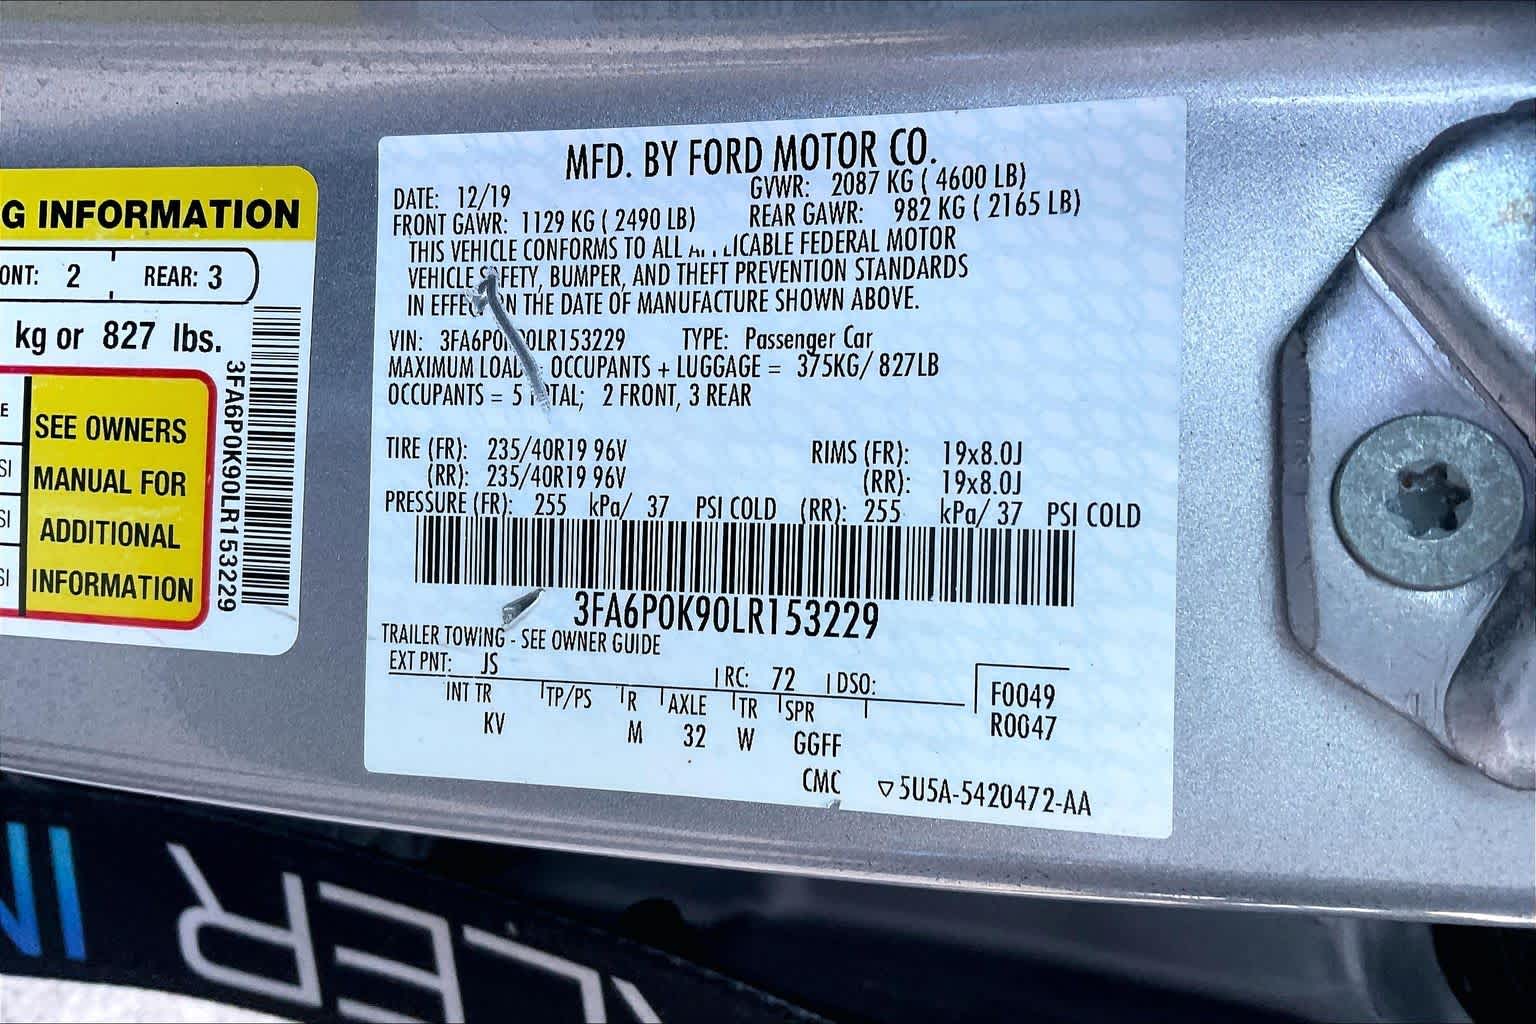 G INFORMATION
ONT: 2 REAR: 3
kg or 827 lbs.
SEE OWNERS
MANUAL FOR
ADDITIONAL
INFORMATION
3FA6P0K90LR153229
MFD. BY FORD MOTOR CO.
DATE: 12/19 GVWR: 2087 KG ( 4600 LB)
FRONT GAWR: 1129 KG ( 2490 LB) REAR GAWR: 982 KG ( 2165 LB)
THIS VEHICLE CONFORMS TO ALL APPLICABLE FEDERAL MOTOR
VEHICLE SAFETY, BUMPER, AND THEFT PREVENTION STANDARDS
IN EFFECT ON THE DATE OF MANUFACTURE SHOWN ABOVE.
VIN: 3FA6P0K90LR153229 TYPE: Passenger Car
MAXIMUM LOAD = OCCUPANTS + LUGGAGE = 375KG/ 827LB
OCCUPANTS = 5 TOTAL; 2 FRONT, 3 REAR
TIRE (FR): 235/40R19 96V RIMS (FR): 19x8.0J
(RR): 235/40R19 96V (RR): 19x8.0J
PRESSURE (FR): 255 kPa/ 37 PSI COLD (RR): 255 kPa/ 37 PSI COLD
3FA6P0K90LR153229
TRAILER TOWING - SEE OWNER GUIDE
EXT PNT: JS RC: 72 DSO: F0049
INT TR TP/PS R AXLE TR SPR R0047
KV M 32 W GGFF
CMC ▽5U5A-5420472-AA